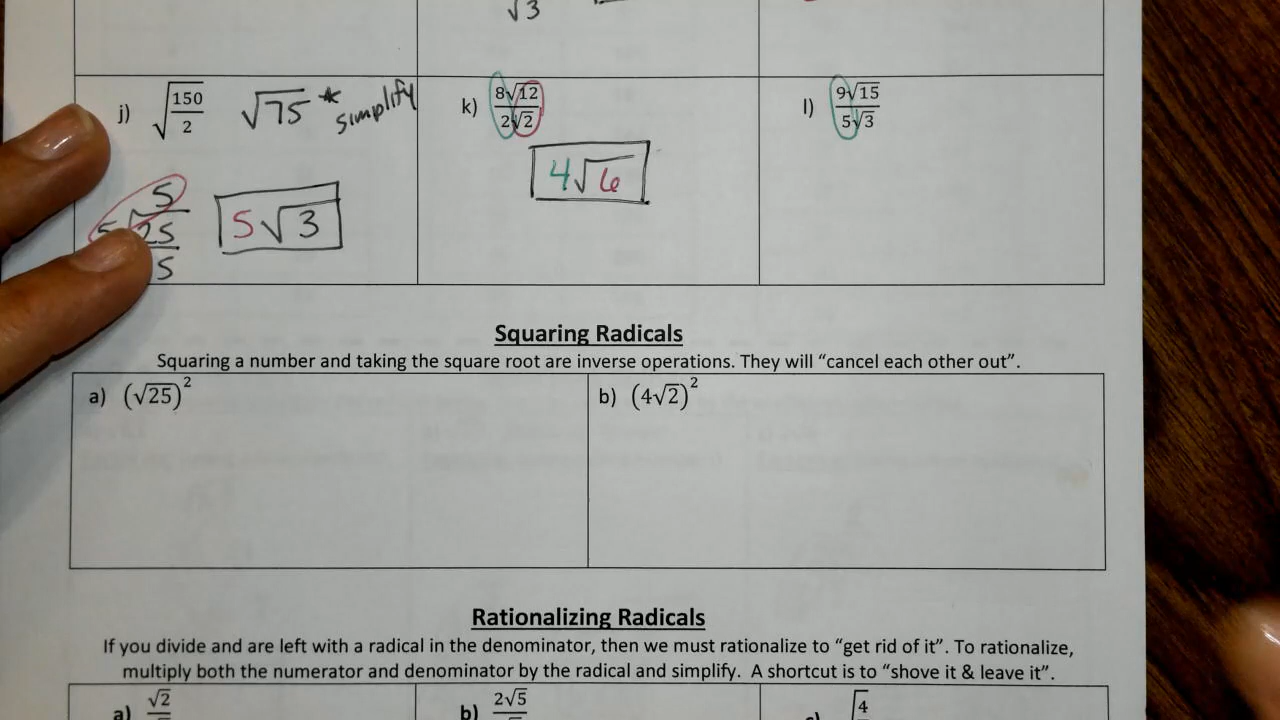 √3
j) √150/2 √75 * simplify
k) 8√12/2√2
l) 9√15/5√3
4√6
5
5 25 5√3
5
Squaring Radicals
Squaring a number and taking the square root are inverse operations. They will “cancel each other out”.
a) (√25)²
b) (4√2)²
Rationalizing Radicals
If you divide and are left with a radical in the denominator, then we must rationalize to “get rid of it”. To rationalize,
multiply both the numerator and denominator by the radical and simplify. A shortcut is to “shove it & leave it”.
a) √2
b) 2√5
c) √4